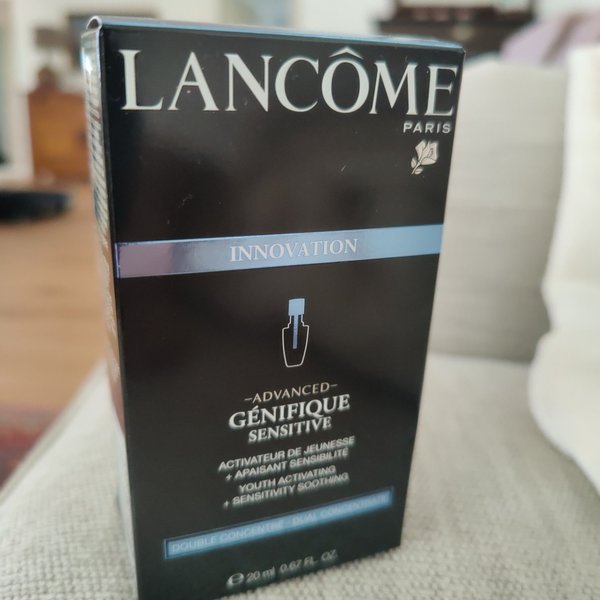 LANCÔME
PARIS
INNOVATION
-ADVANCED-
GÉNIFIQUE
SENSITIVE
ACTIVATEUR DE JEUNESSE
+ APAISANT SENSIBILITÉ
YOUTH ACTIVATING
+ SENSITIVITY SOOTHING
DOUBLE CONCENTRÉ - DUAL CONCENTRATE
℮ 20 ml 0.67 FL. OZ.